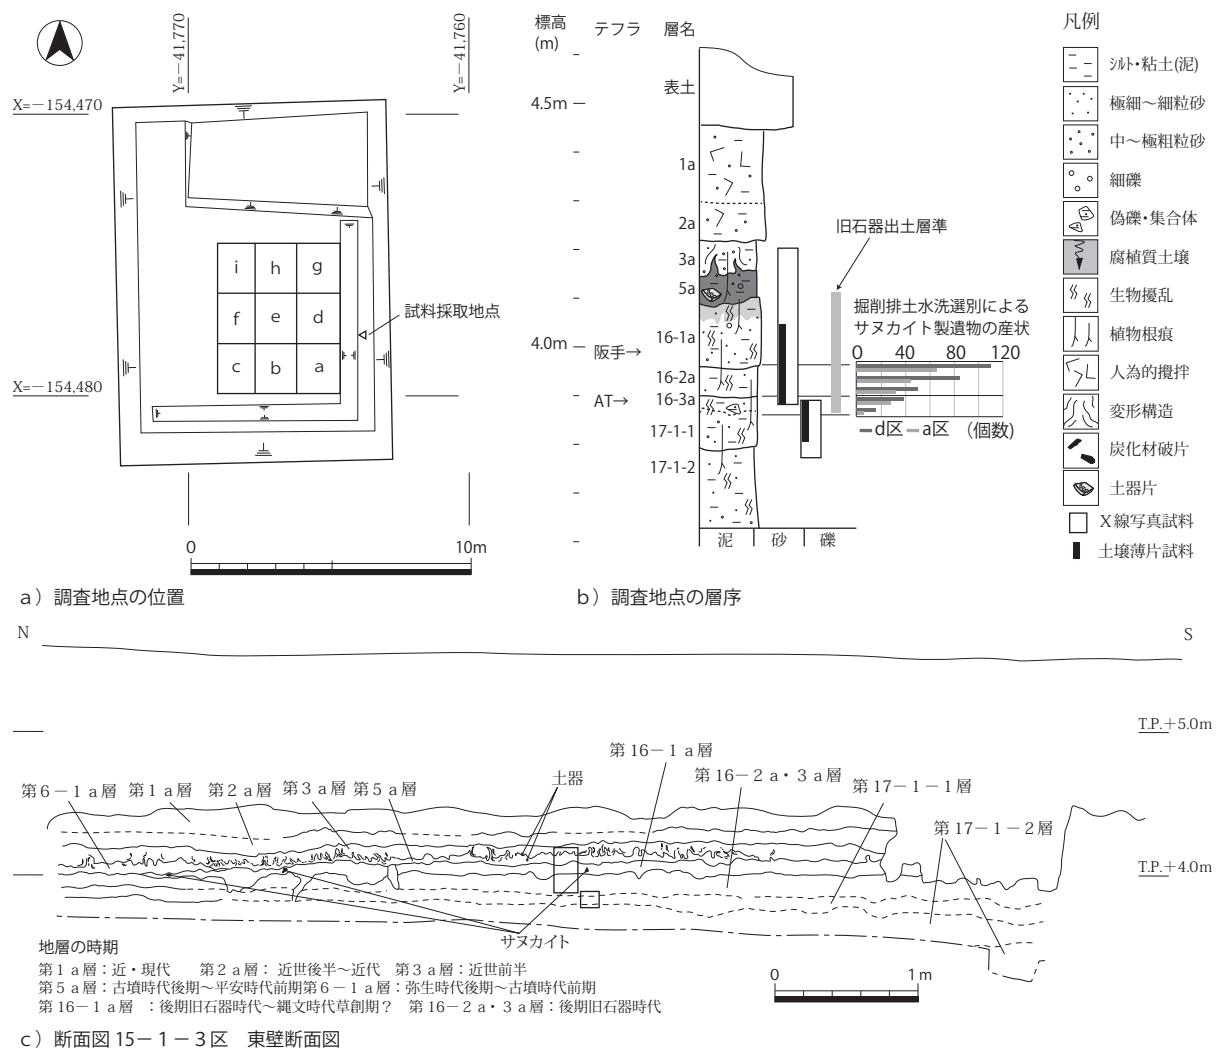 Y=－41,770
Y=－41,760
X=－154,470
X=－154,480
i h g
f e d
c b a
試料採取地点
0 10m
a）調査地点の位置
標高
(m)
テフラ
層名
4.5m
4.0m
阪手→
AT→
表土
1a
2a
3a
5a
16-1a
16-2a
16-3a
17-1-1
17-1-2
泥 砂 礫
旧石器出土層準
掘削排土水洗選別による
サヌカイト製遺物の産状
0 40 80 120
d区 a区 (個数)
b）調査地点の層序
凡例
ｼﾙﾄ・粘土(泥)
極細～細粒砂
中～極粗粒砂
細礫
偽礫・集合体
腐植質土壌
生物擾乱
植物根痕
人為的攪拌
変形構造
炭化材破片
土器片
X線写真試料
土壌薄片試料
N S
T.P.＋5.0m
T.P.＋4.0m
第６－１ａ層 第１ａ層 第２ａ層 第３ａ層 第５ａ層
土器
第 16－１ａ層
第 16－２ａ・３ａ層
第 17－１－１層
第 17－１－２層
サヌカイト
地層の時期
第１ａ層：近・現代 第２ａ層： 近世後半～近代 第３ａ層：近世前半
第５ａ層：古墳時代後期～平安時代前期第６－１ａ層：弥生時代後期～古墳時代前期
第 16－１ａ層 ：後期旧石器時代～縄文時代草創期？ 第 16－２ａ・３ａ層：後期旧石器時代
0 1ｍ
c）断面図 15－１－３区 東壁断面図